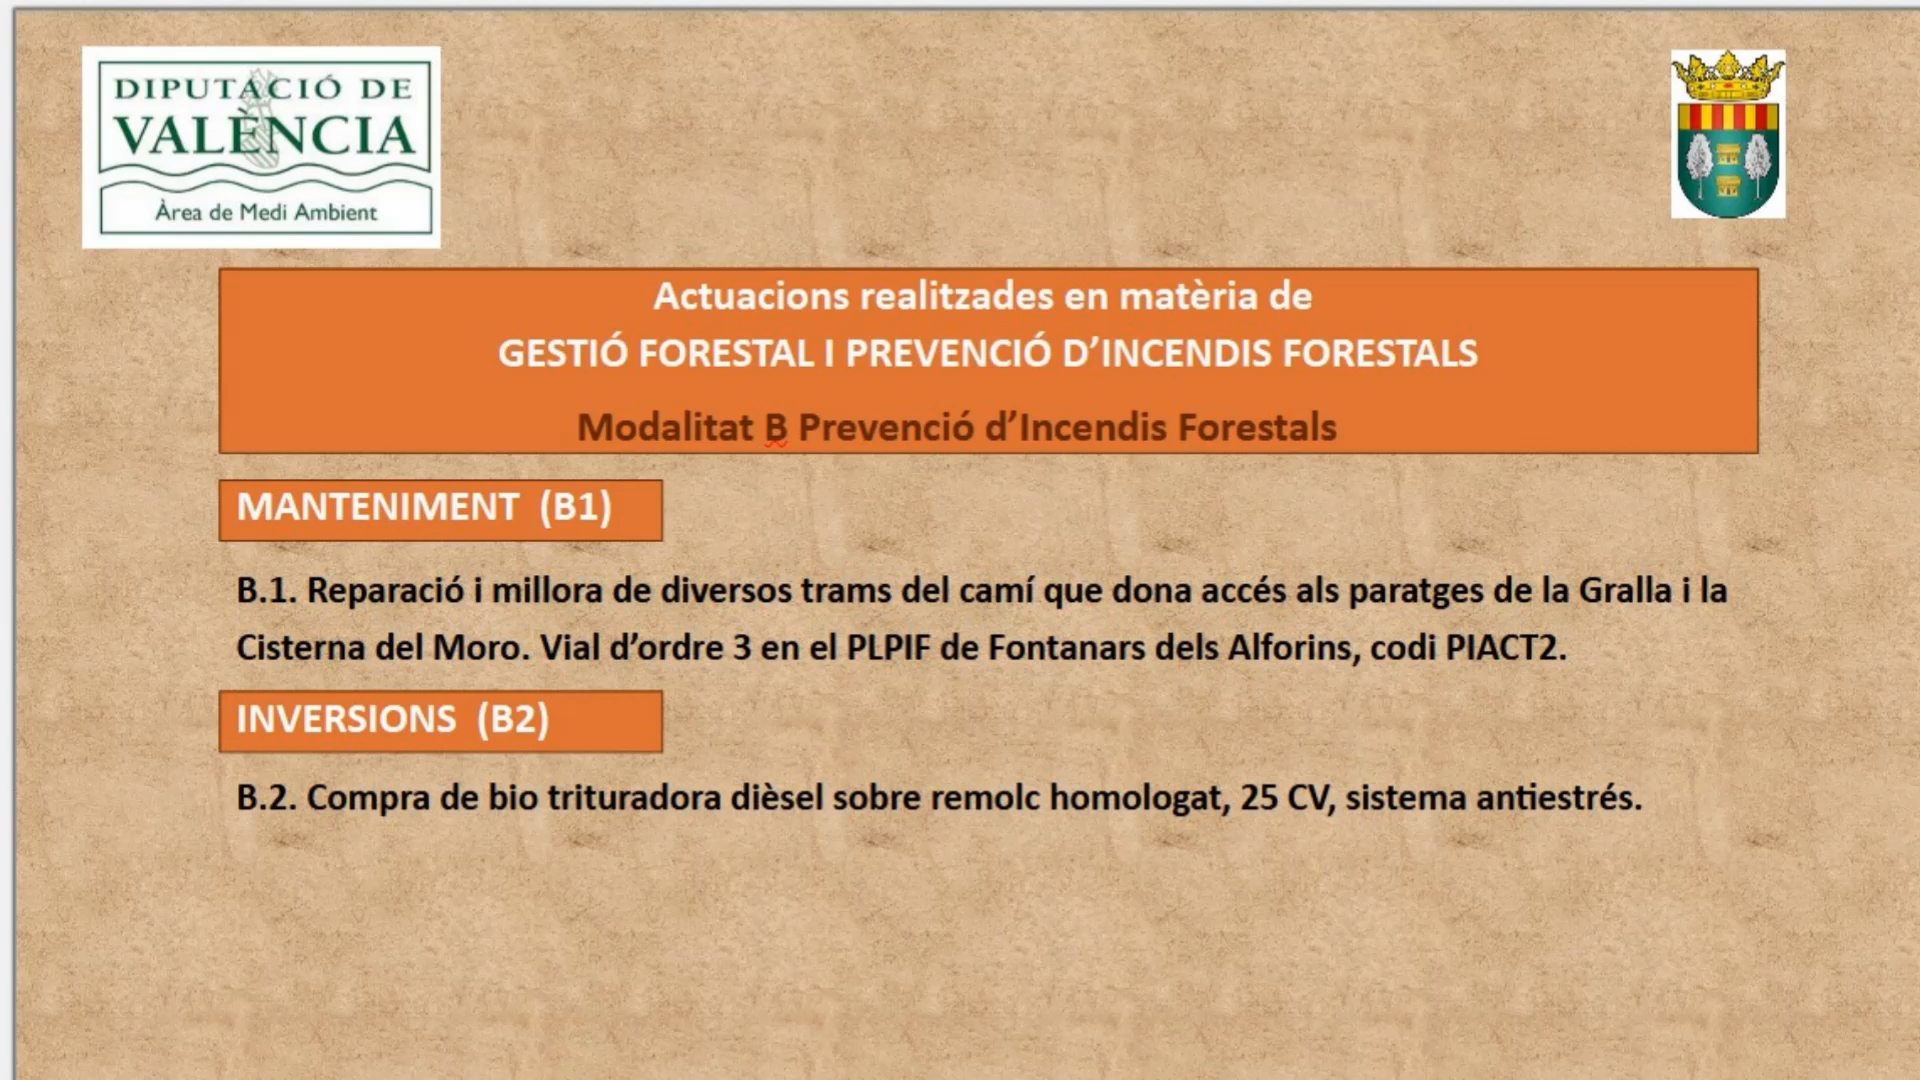 DIPUTACIÓ DE
VALÈNCIA
Àrea de Medi Ambient
Actuacions realitzades en matèria de
GESTIÓ FORESTAL I PREVENCIÓ D’INCENDIS FORESTALS
Modalitat B Prevenció d’Incendis Forestals
MANTENIMENT (B1)
B.1. Reparació i millora de diversos trams del camí que dona accés als paratges de la Gralla i la
Cisterna del Moro. Vial d’ordre 3 en el PLPIF de Fontanars dels Alforins, codi PIACT2.
INVERSIONS (B2)
B.2. Compra de bio trituradora dièsel sobre remolc homologat, 25 CV, sistema antiestrés.